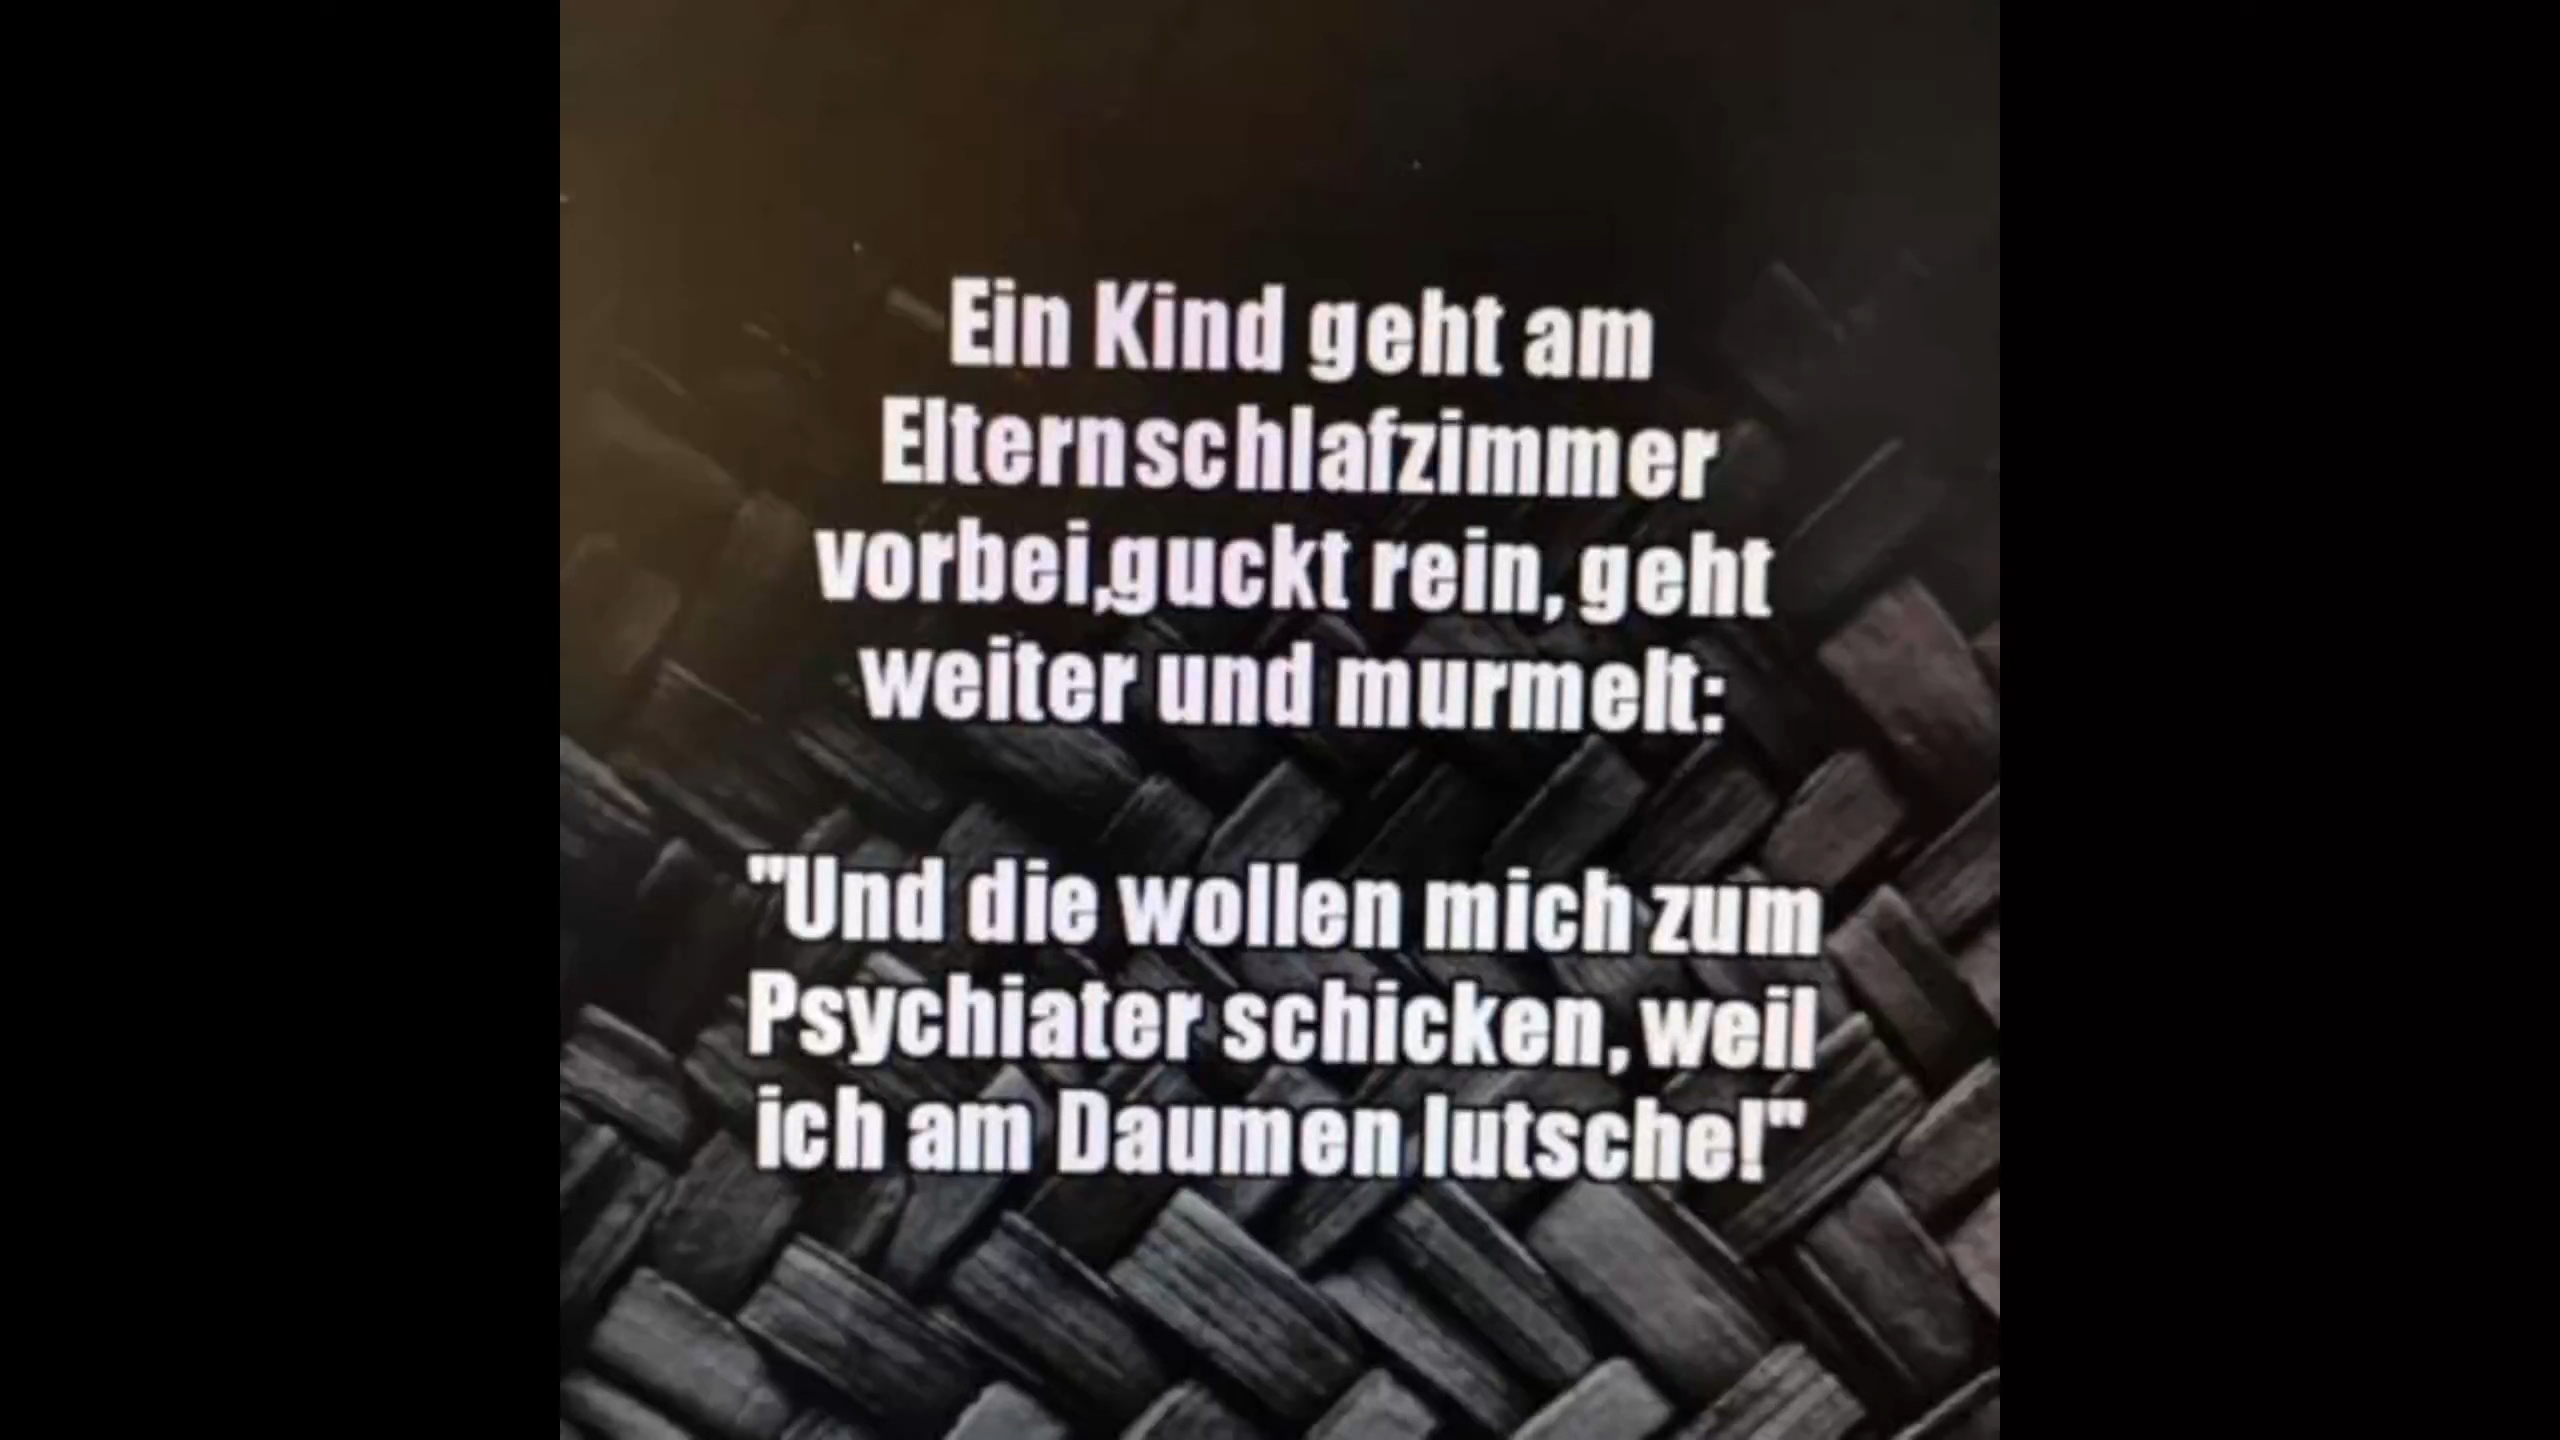 Ein Kind geht am
Elternschlafzimmer
vorbei,guckt rein, geht
weiter und murmelt:
"Und die wollen mich zum
Psychiater schicken, weil
ich am Daumen lutsche!"